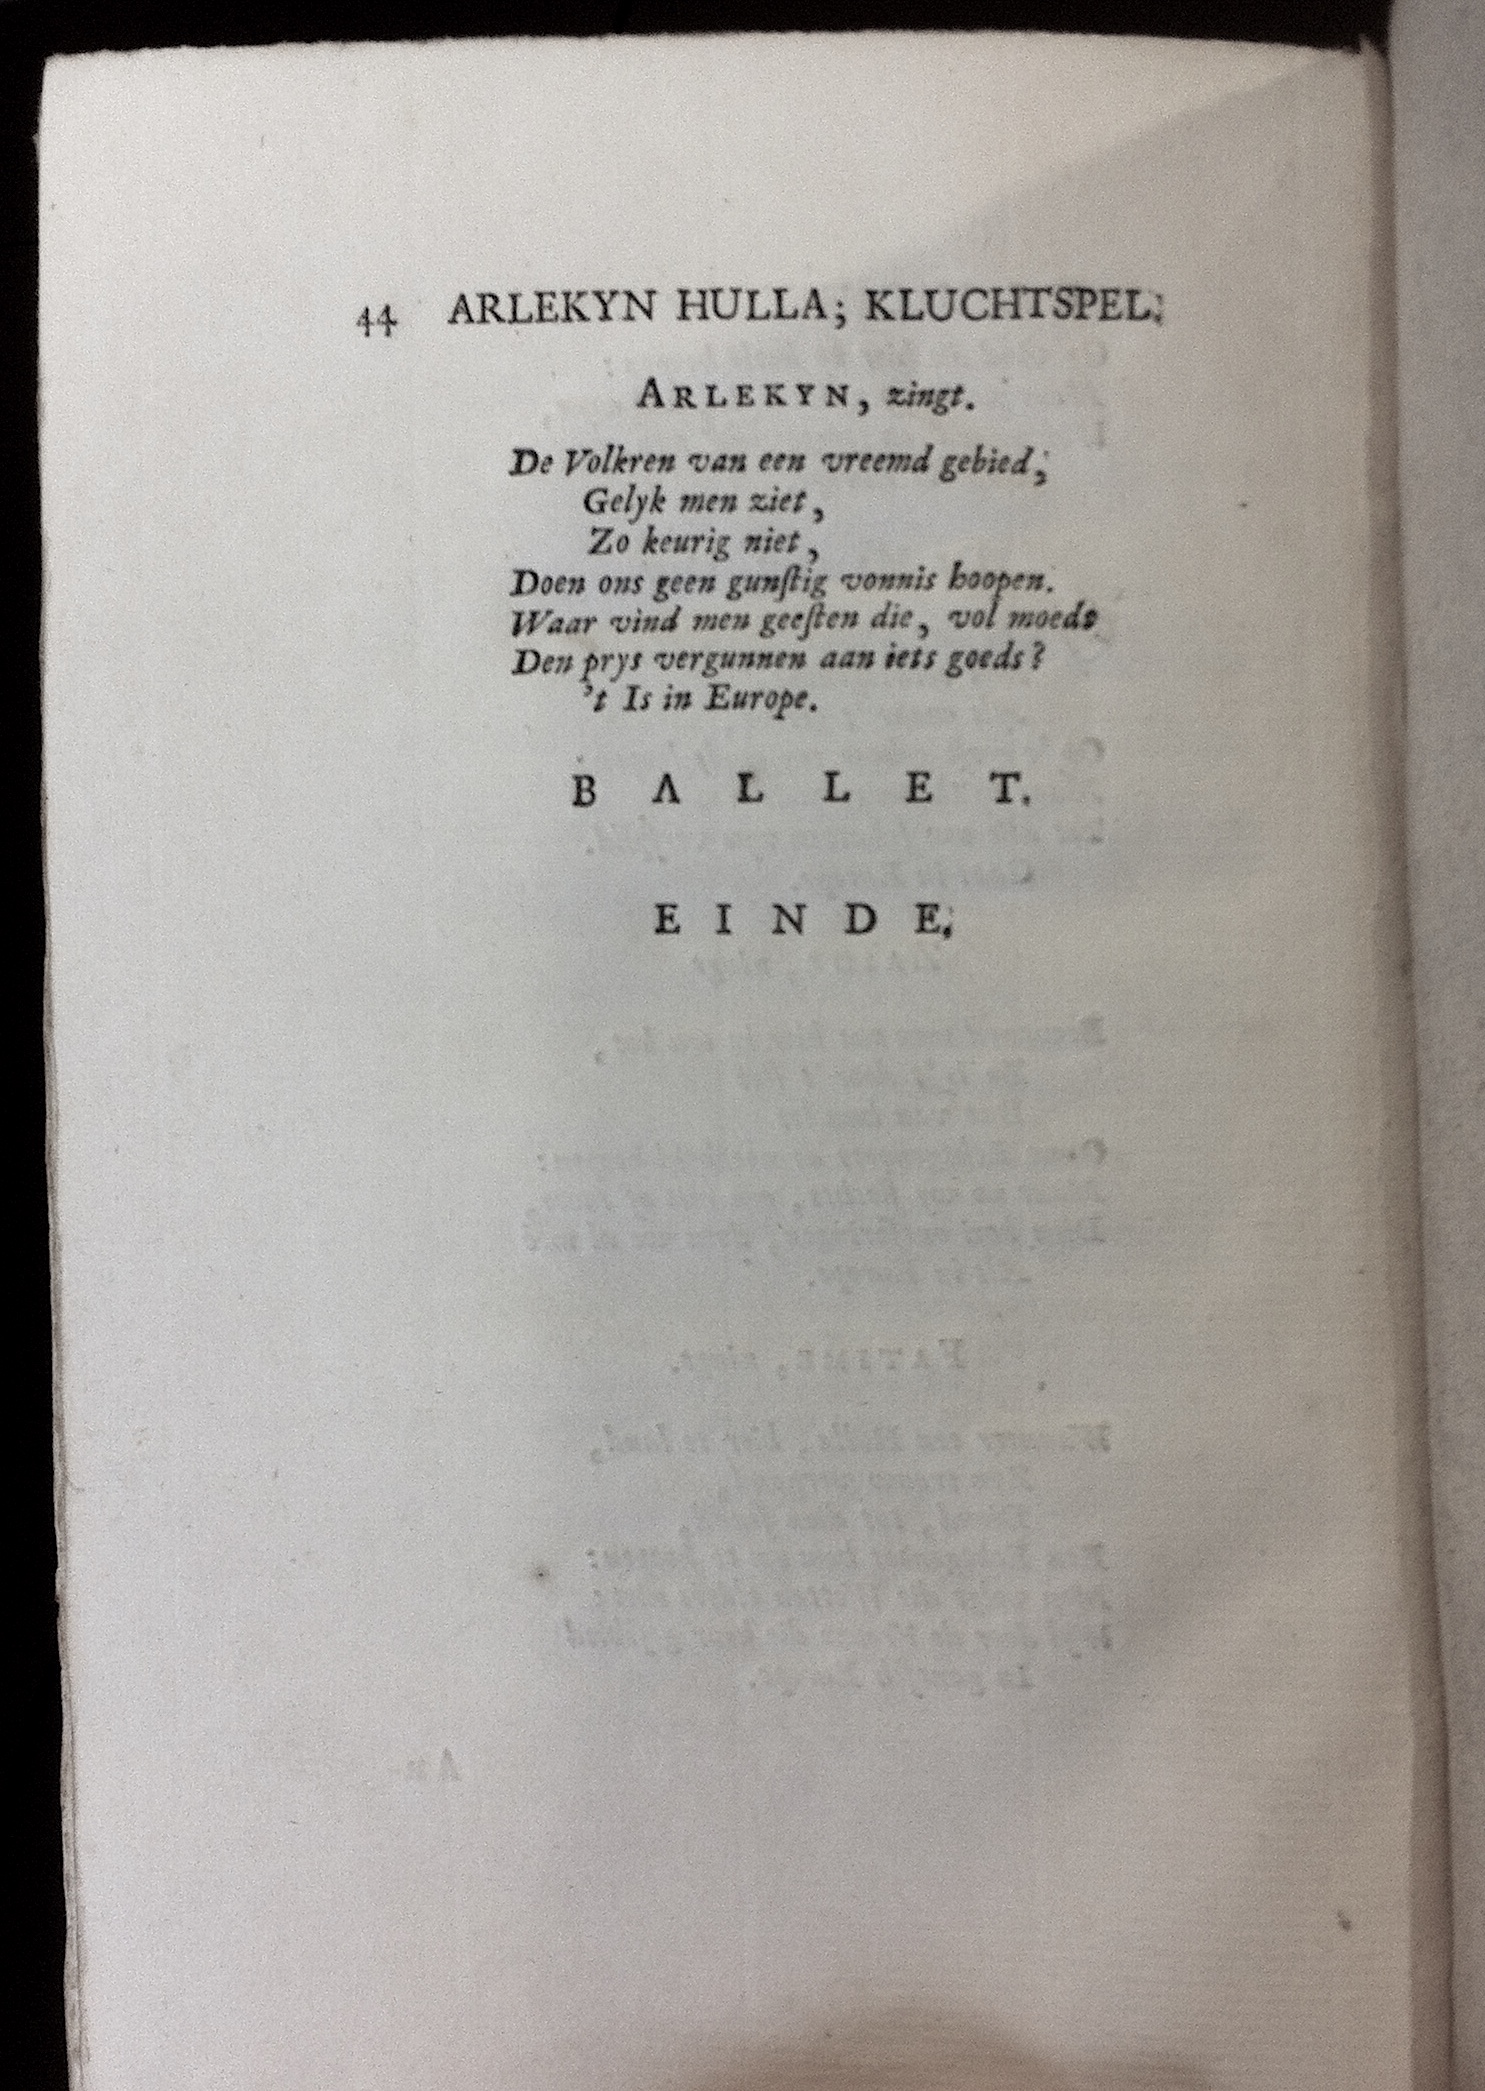 44 ARLEKYN HULLA; KLUCHTSPEL.
ARLEKYN, zingt.
De Volkren van een vreemd gebied,
Gelyk men ziet,
Zo keurig niet,
Doen ons geen gunſtig vonnis hoopen.
Waar vind men geeſten die, vol moeds
Den prys vergunnen aan iets goeds?
't Is in Europe.
B A L L E T.
E I N D E.